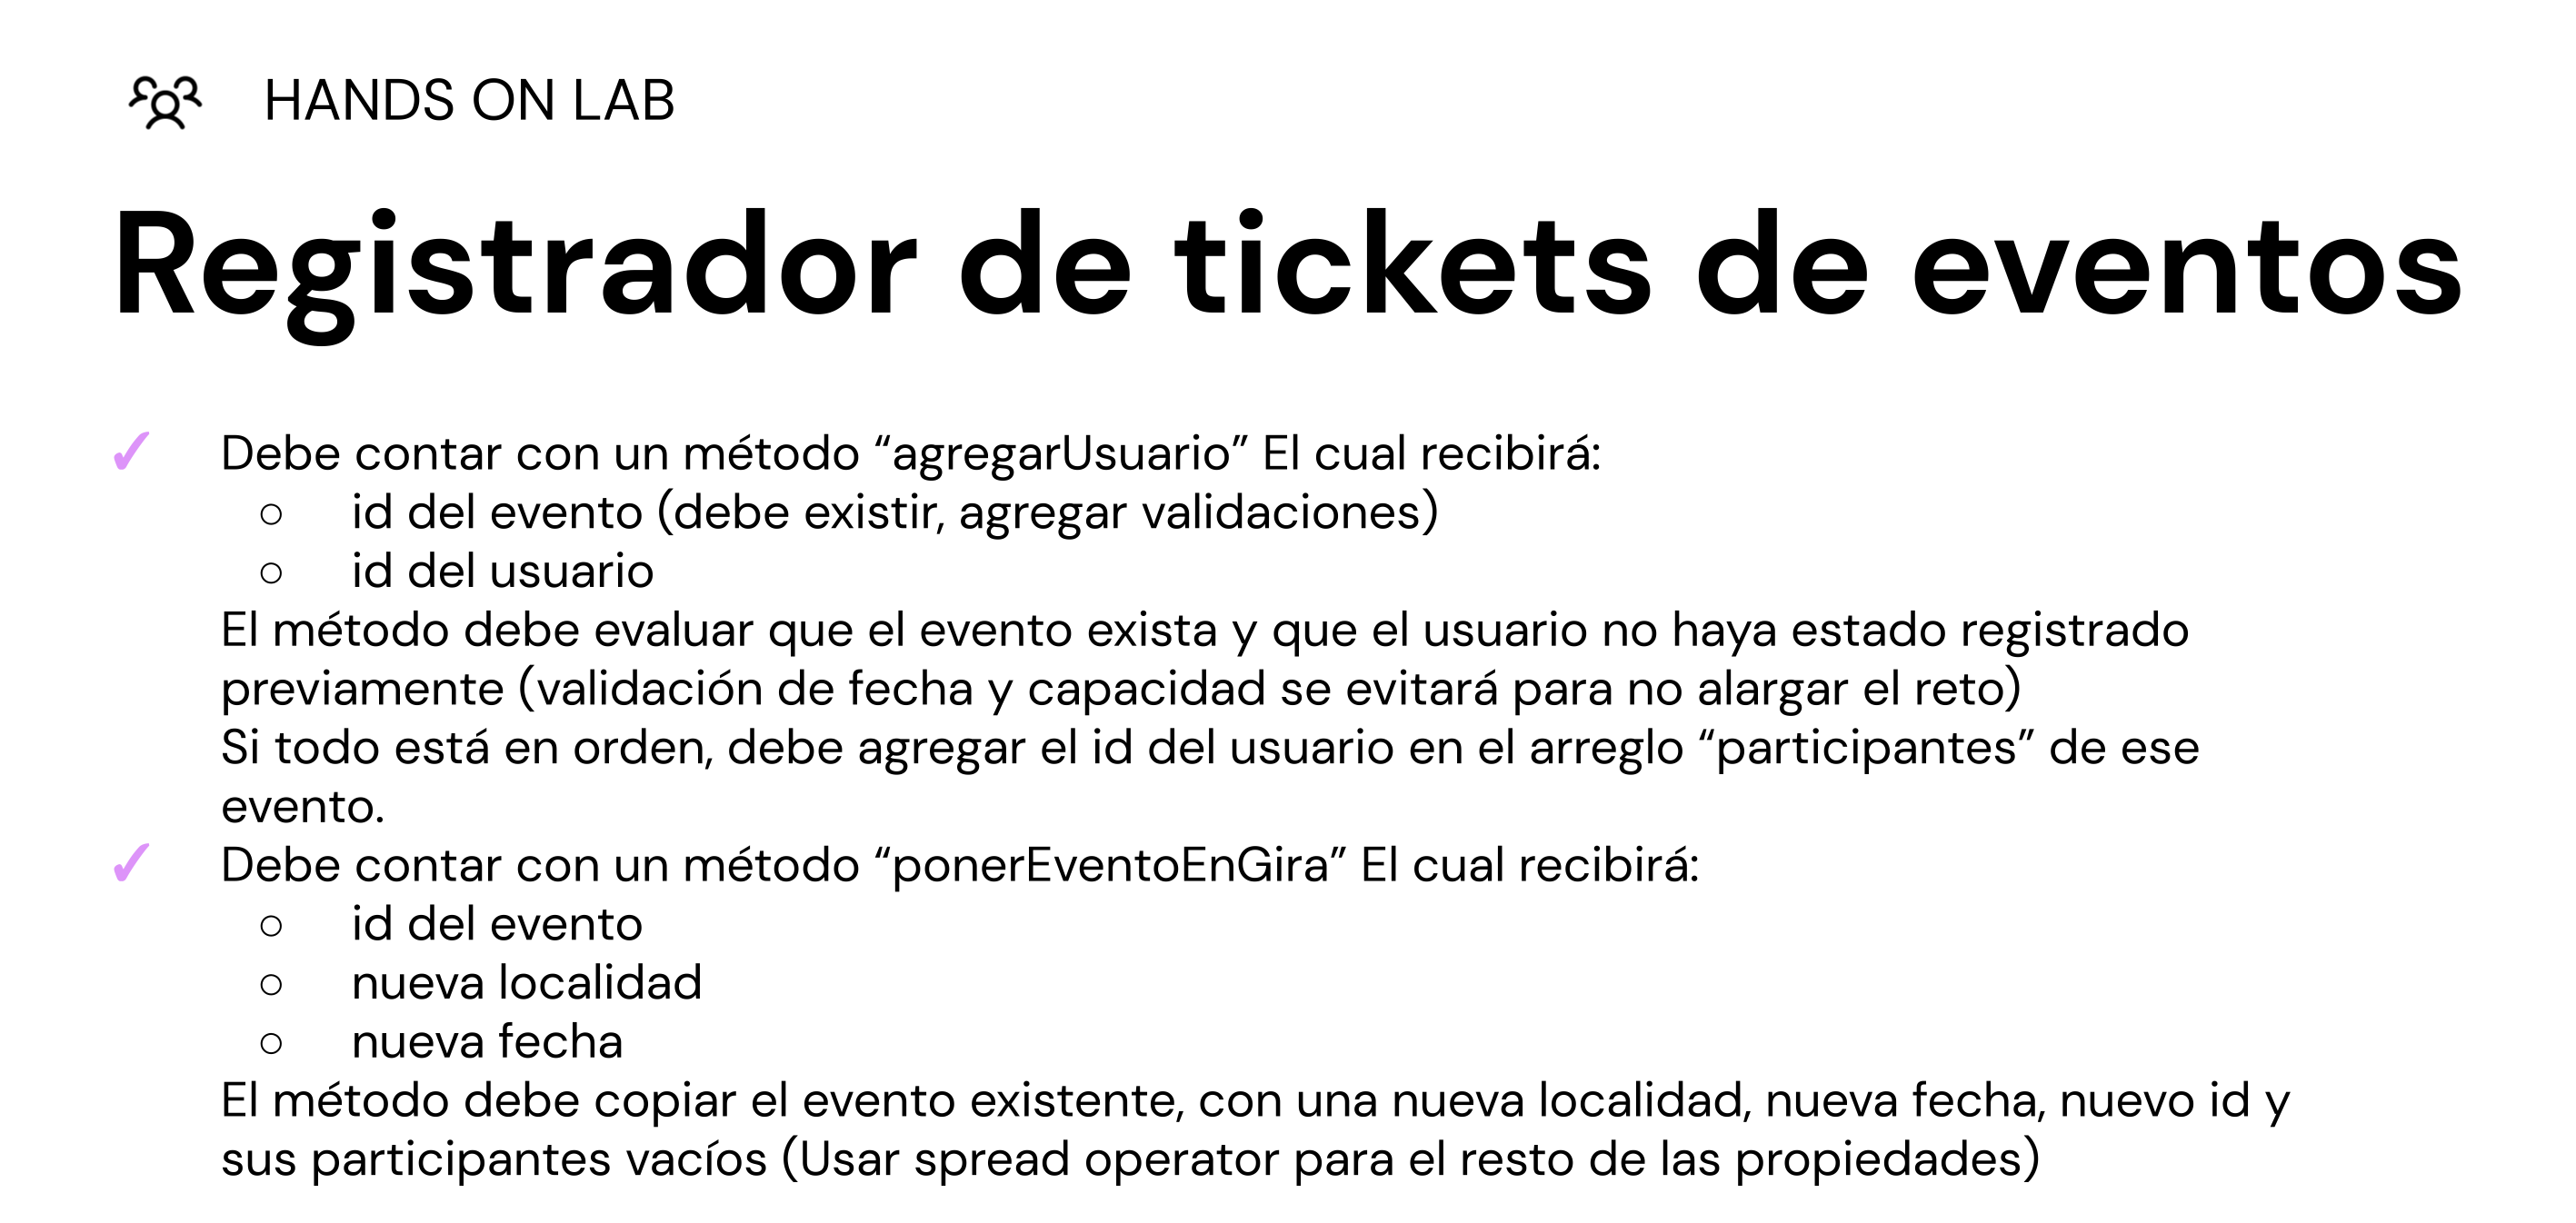 HANDS ON LAB
Registrador de tickets de eventos
✓ Debe contar con un método “agregarUsuario” El cual recibirá:
○ id del evento (debe existir, agregar validaciones)
○ id del usuario
El método debe evaluar que el evento exista y que el usuario no haya estado registrado
previamente (validación de fecha y capacidad se evitará para no alargar el reto)
Si todo está en orden, debe agregar el id del usuario en el arreglo “participantes” de ese
evento.
✓ Debe contar con un método “ponerEventoEnGira” El cual recibirá:
○ id del evento
○ nueva localidad
○ nueva fecha
El método debe copiar el evento existente, con una nueva localidad, nueva fecha, nuevo id y
sus participantes vacíos (Usar spread operator para el resto de las propiedades)